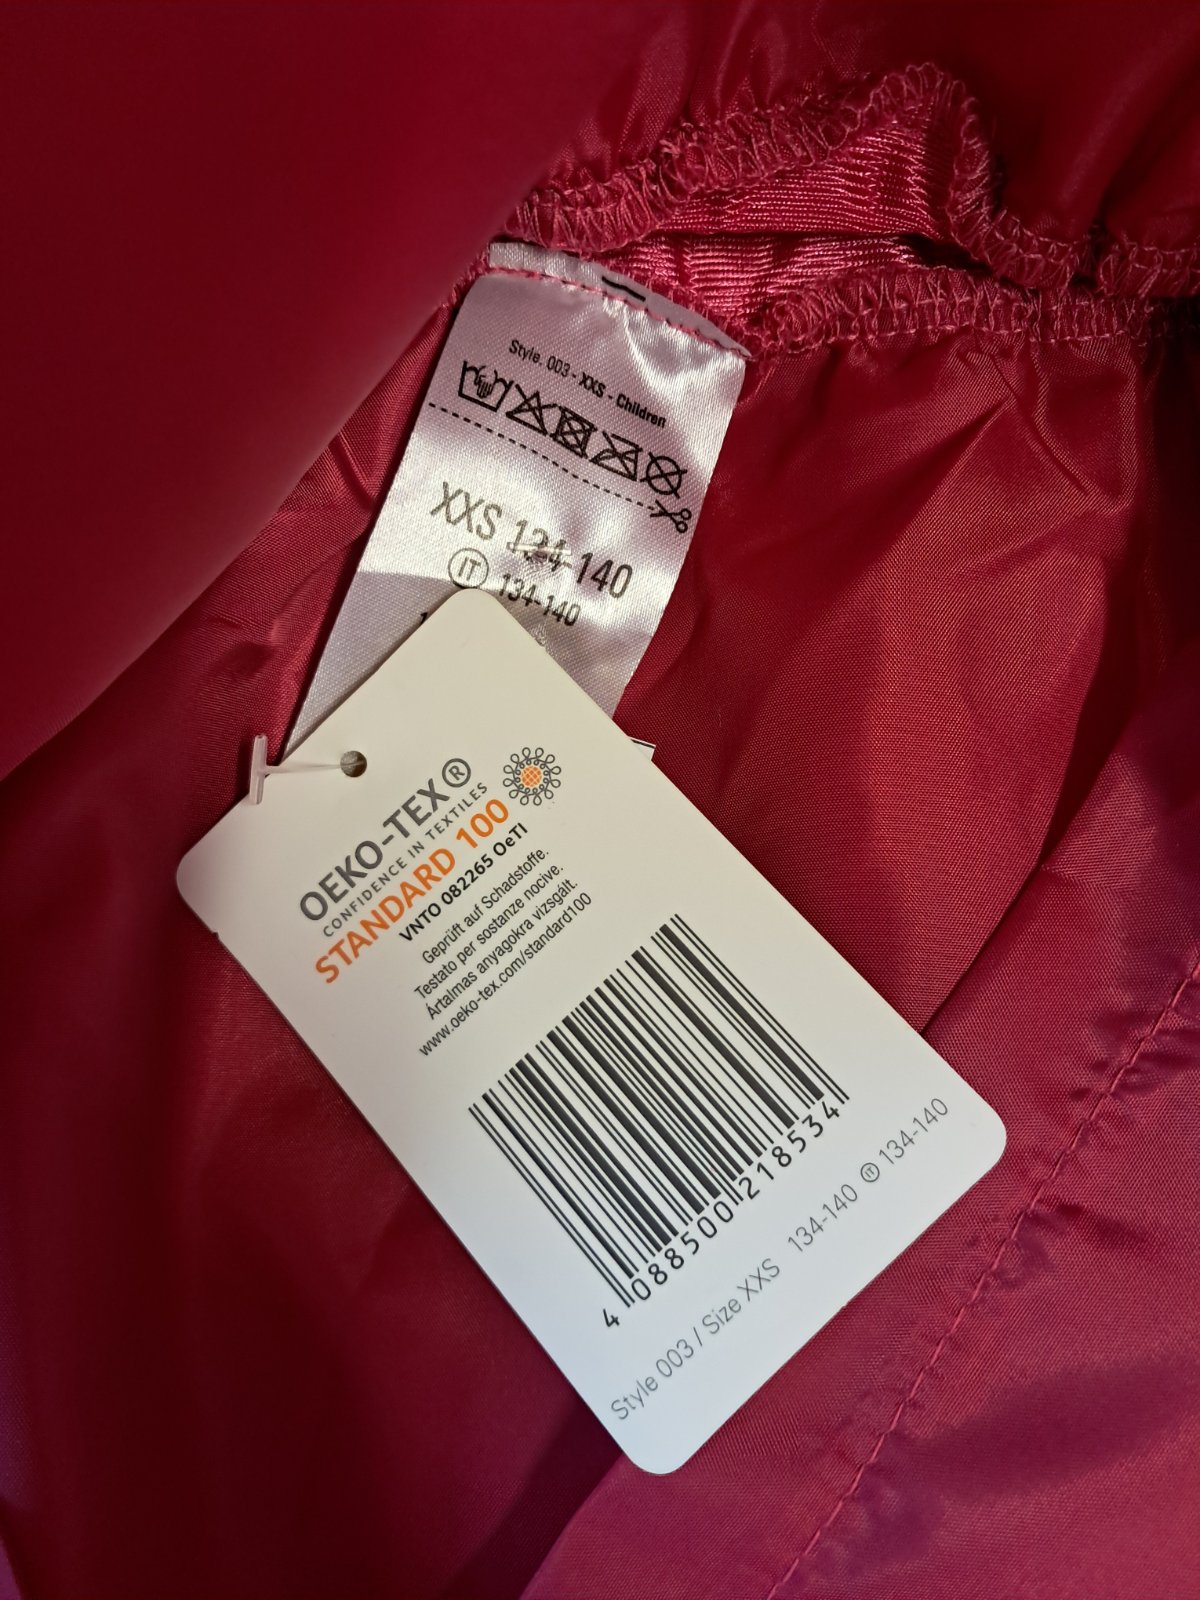 Style. 003 - XXS - Children
XXS 134-140
IT 134-140
OEKO-TEX®
CONFIDENCE IN TEXTILES
STANDARD 100
VNTO 082265 OeTI
Geprüft auf Schadstoffe.
Testato per sostanze nocive.
Ártalmas anyagokra vizsgált.
www.oeko-tex.com/standard100
4 088500 218534
Style 003 / Size XXS 134-140 IT 134-140